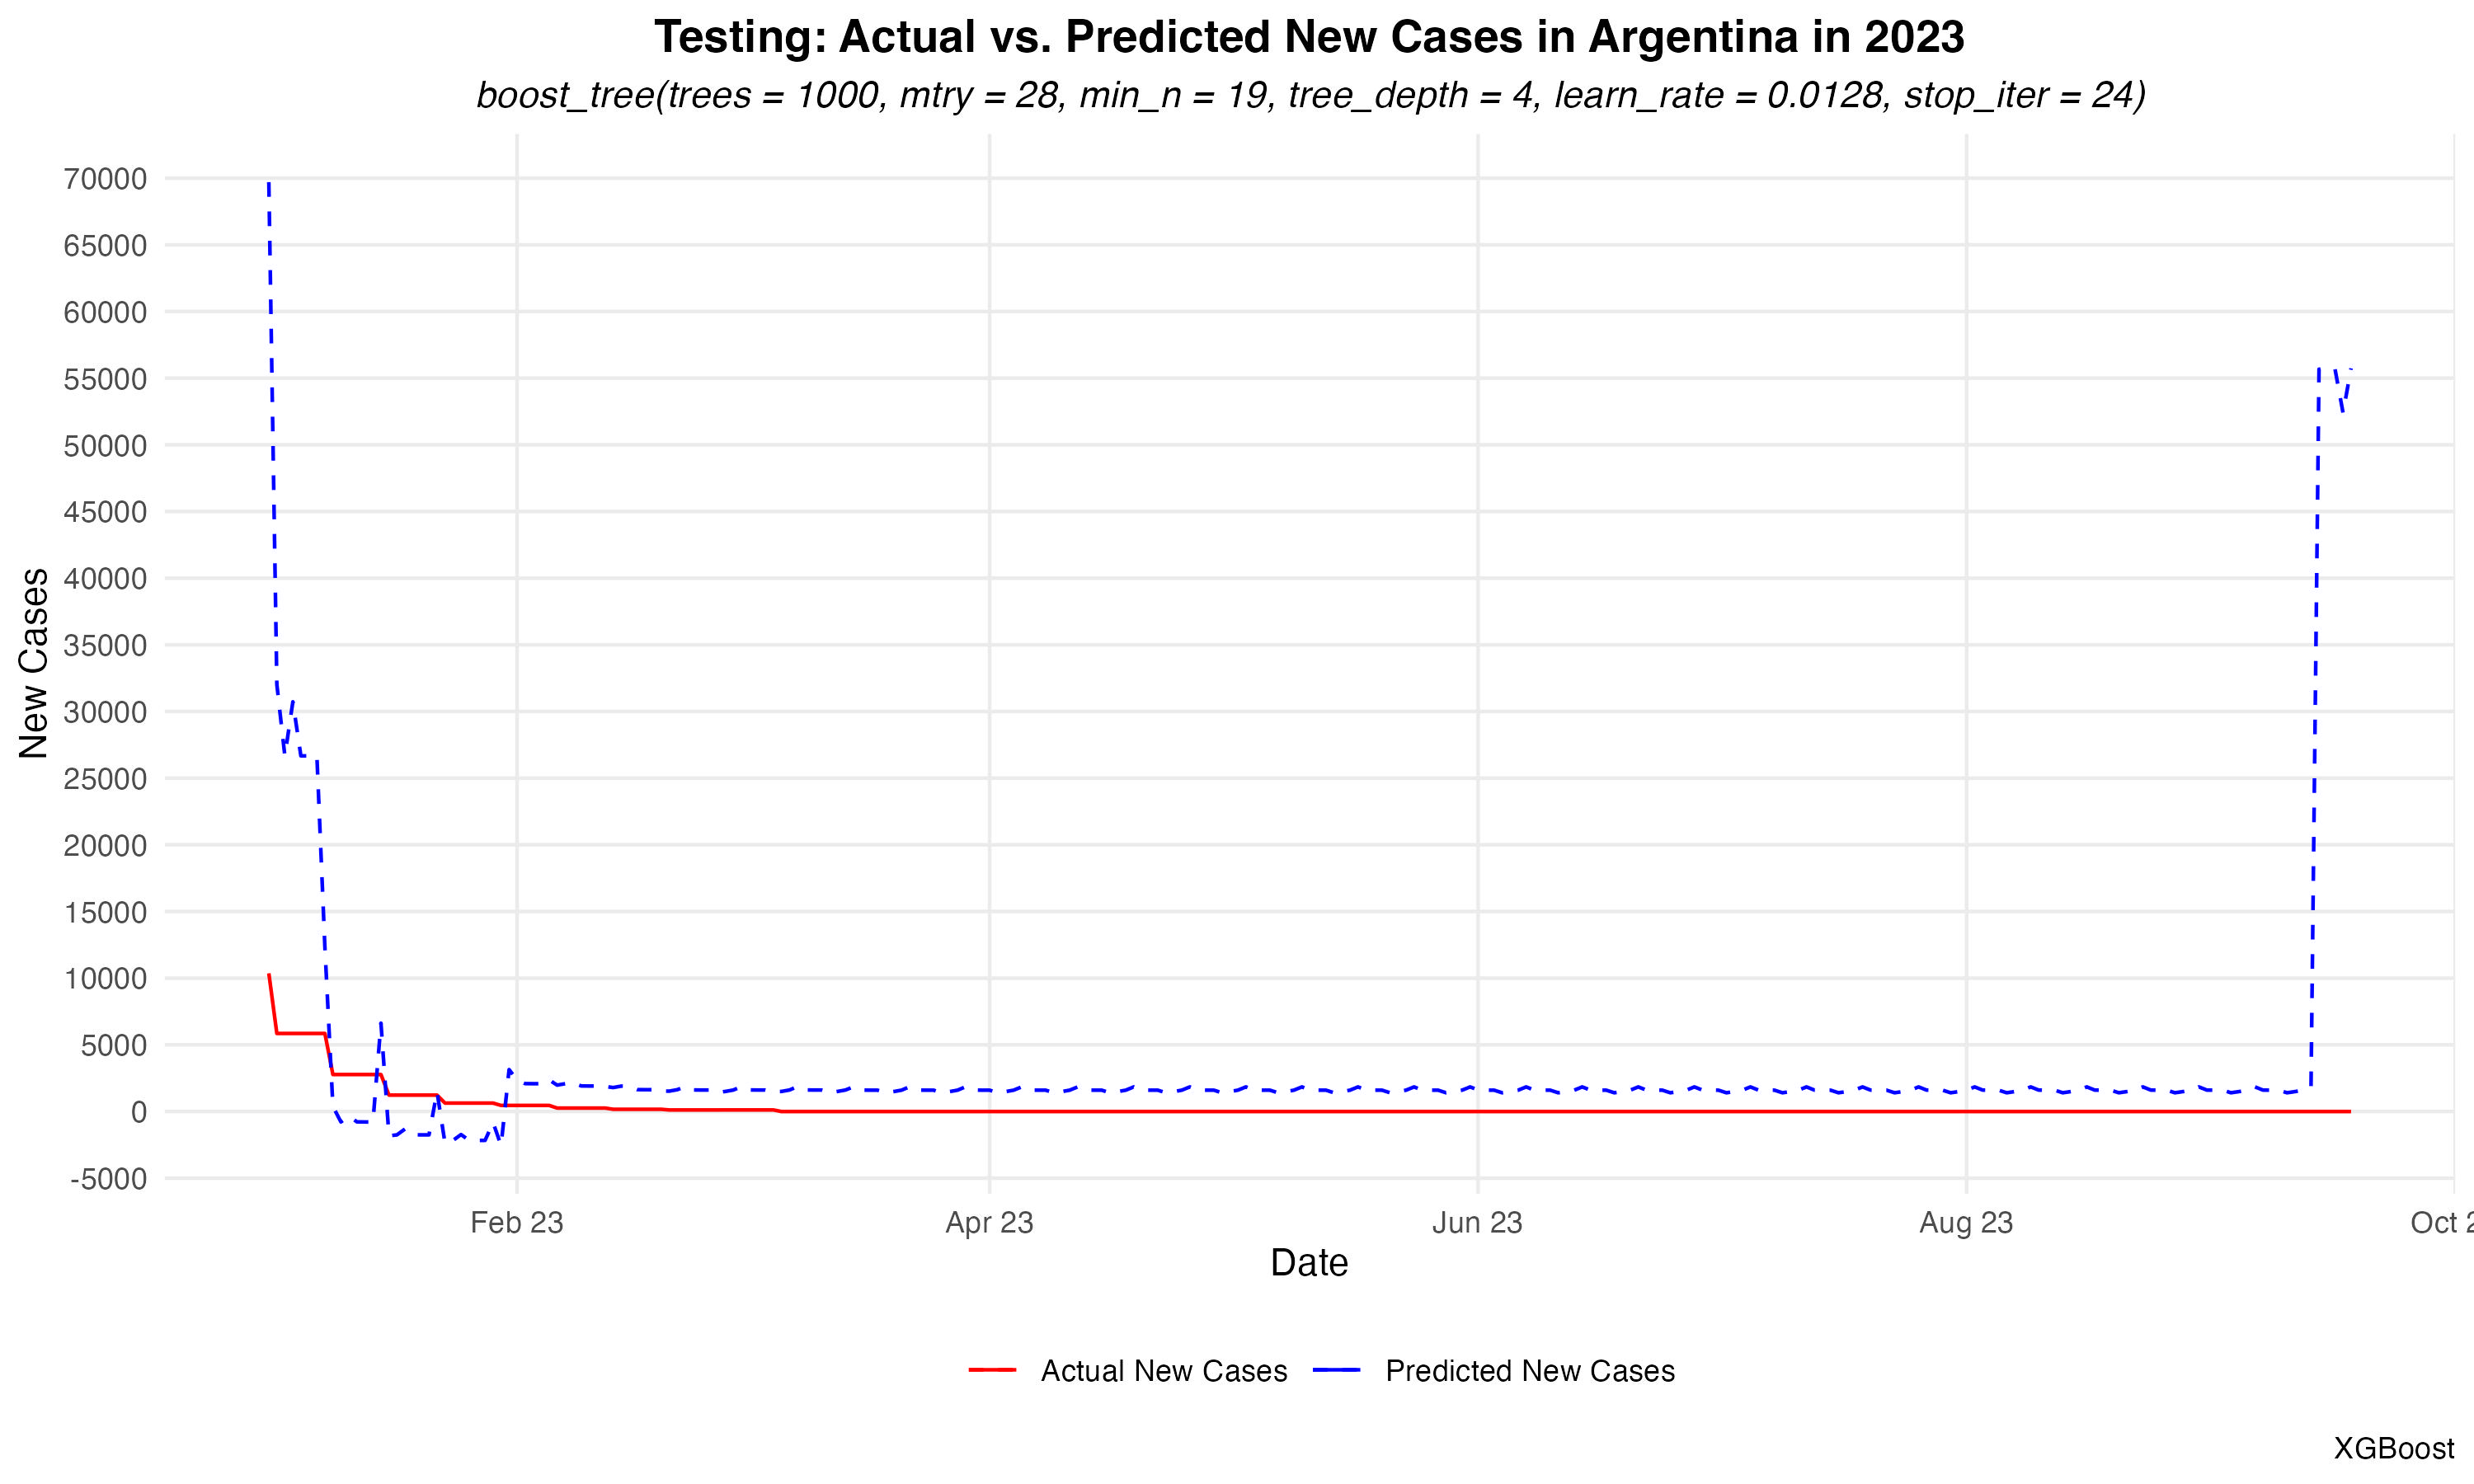 Testing: Actual vs. Predicted New Cases in Argentina in 2023
boost_tree(trees = 1000, mtry = 28, min_n = 19, tree_depth = 4, learn_rate = 0.0128, stop_iter = 24)
70000
65000
60000
55000
50000
45000
40000
35000
30000
25000
20000
15000
10000
5000
0
-5000
New Cases
Feb 23
Apr 23
Jun 23
Aug 23
Oct 2
Date
Actual New Cases
Predicted New Cases
XGBoost